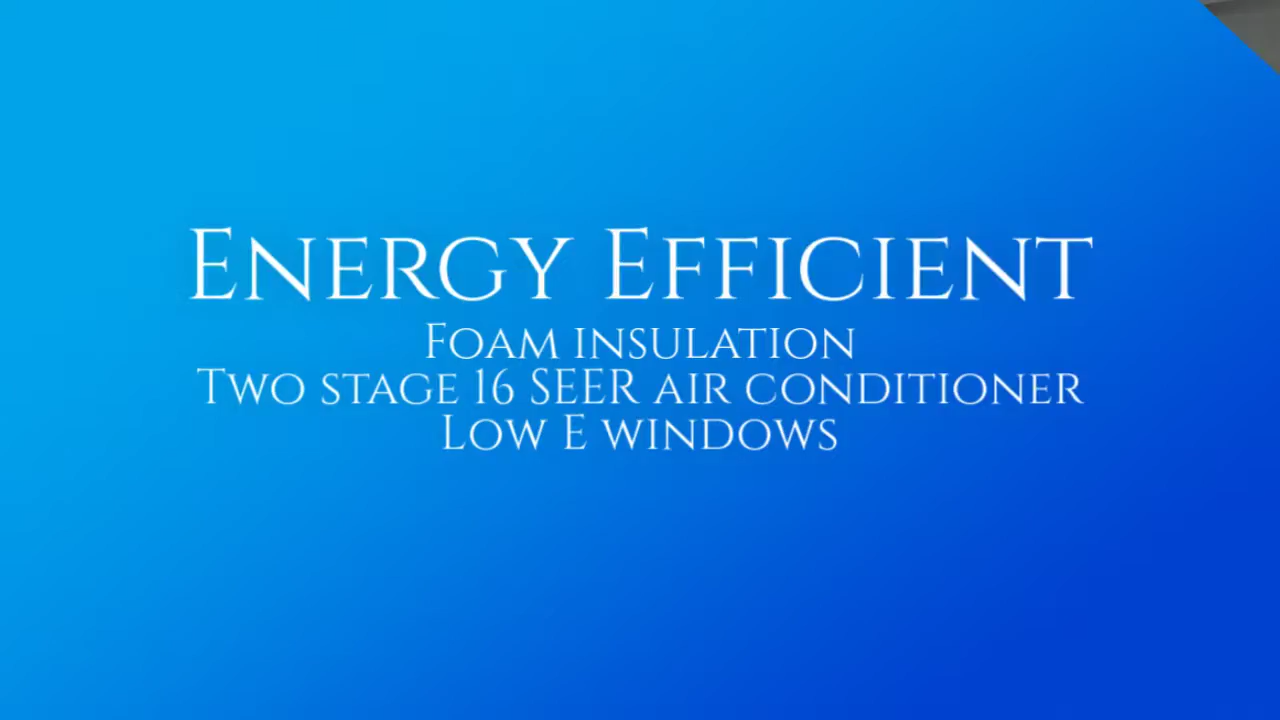 Energy Efficient
Foam insulation
Two stage 16 SEER air conditioner
Low E windows